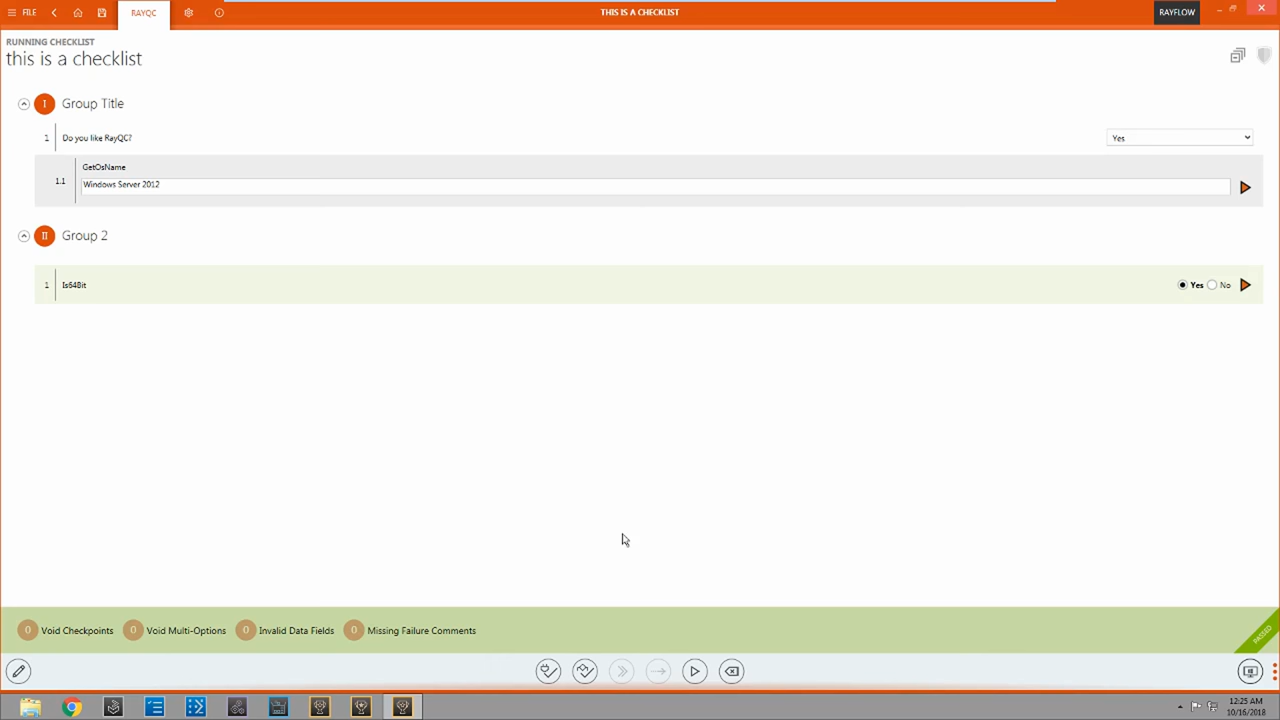 FILE
RAYQC
THIS IS A CHECKLIST
RAYFLOW
RUNNING CHECKLIST
this is a checklist
I Group Title
1 Do you like RayQC? Yes
GetOsName
1.1
Windows Server 2012
II Group 2
1 Is64Bit Yes No
0 Void Checkpoints 0 Void Multi-Options 0 Invalid Data Fields 0 Missing Failure Comments
PASSED
12:25 AM
10/16/2018